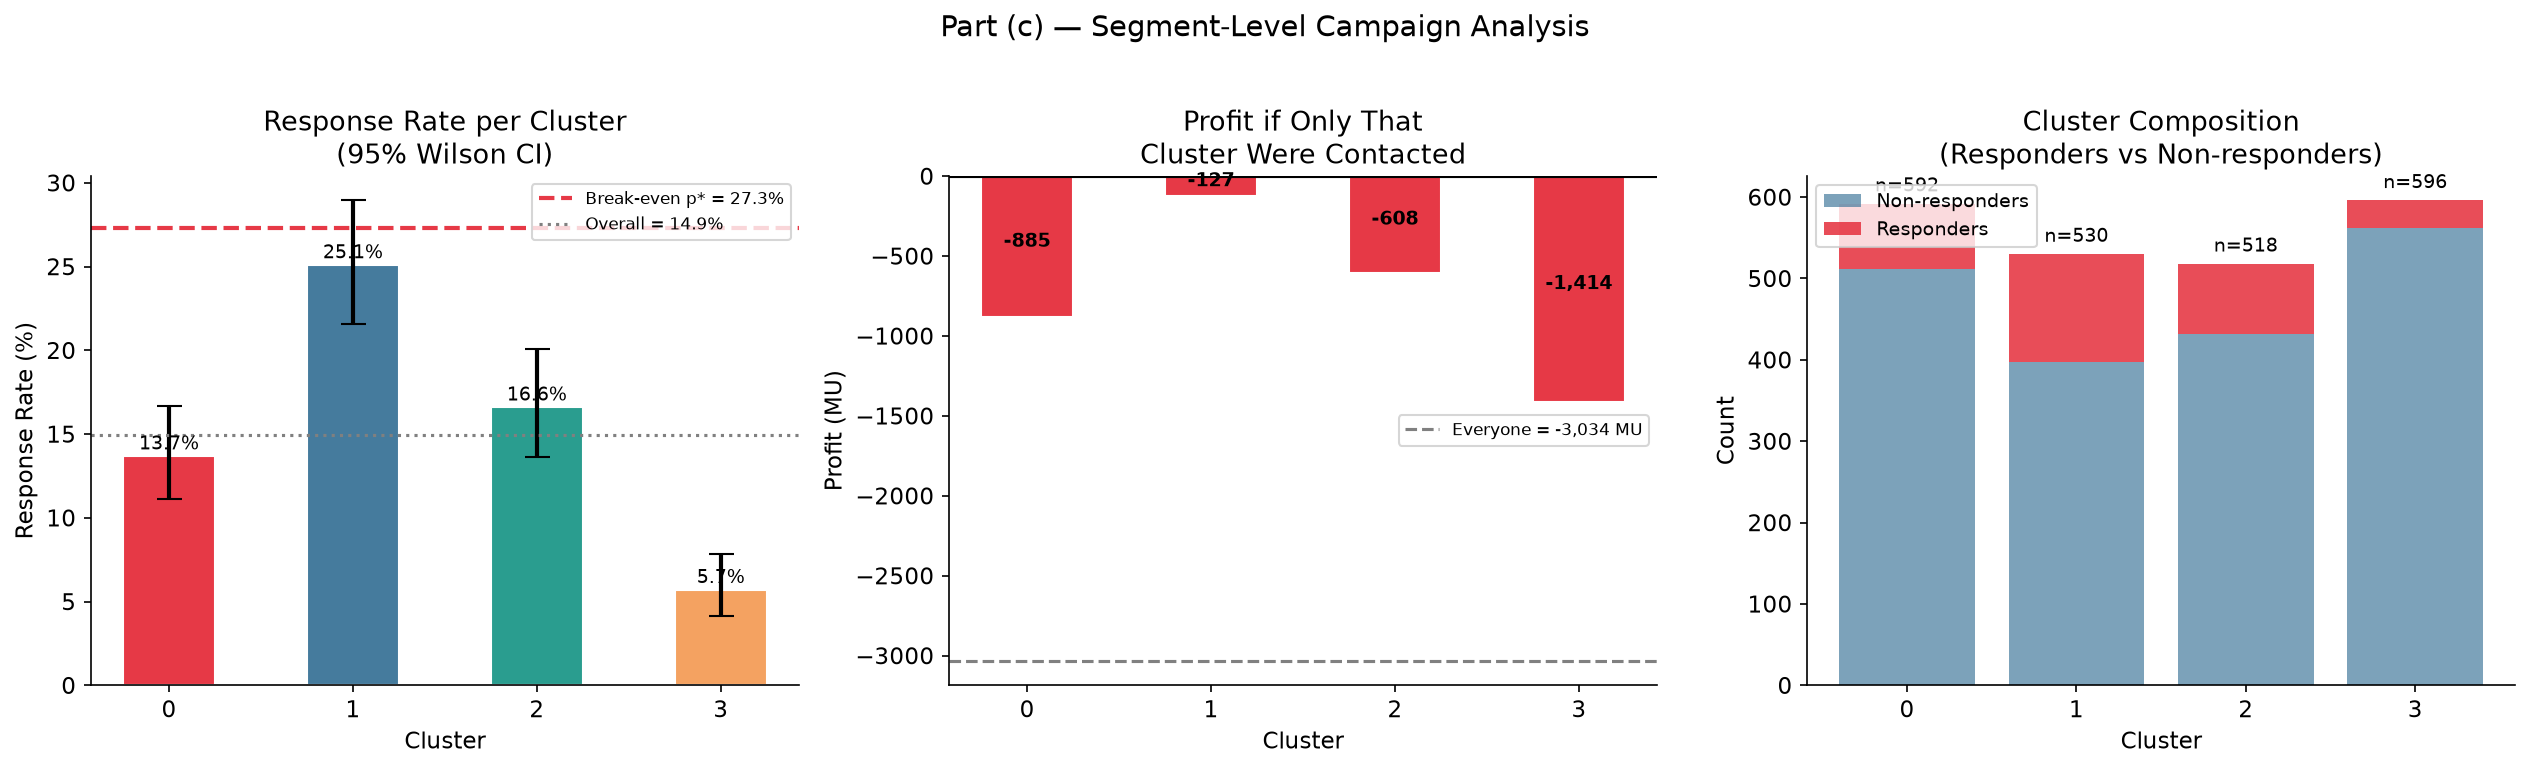 Part (c) — Segment-Level Campaign Analysis
Response Rate per Cluster
(95% Wilson CI)
Response Rate (%)
30
25
20
15
10
5
0
Break-even p* = 27.3%
Overall = 14.9%
13.7%
25.1%
16.6%
5.7%
0 1 2 3
Cluster
Profit if Only That
Cluster Were Contacted
Profit (MU)
0
−500
−1000
−1500
−2000
−2500
−3000
-885
-127
-608
-1,414
Everyone = -3,034 MU
0 1 2 3
Cluster
Cluster Composition
(Responders vs Non-responders)
Count
600
500
400
300
200
100
0
Non-responders
Responders
n=592
n=530
n=518
n=596
0 1 2 3
Cluster